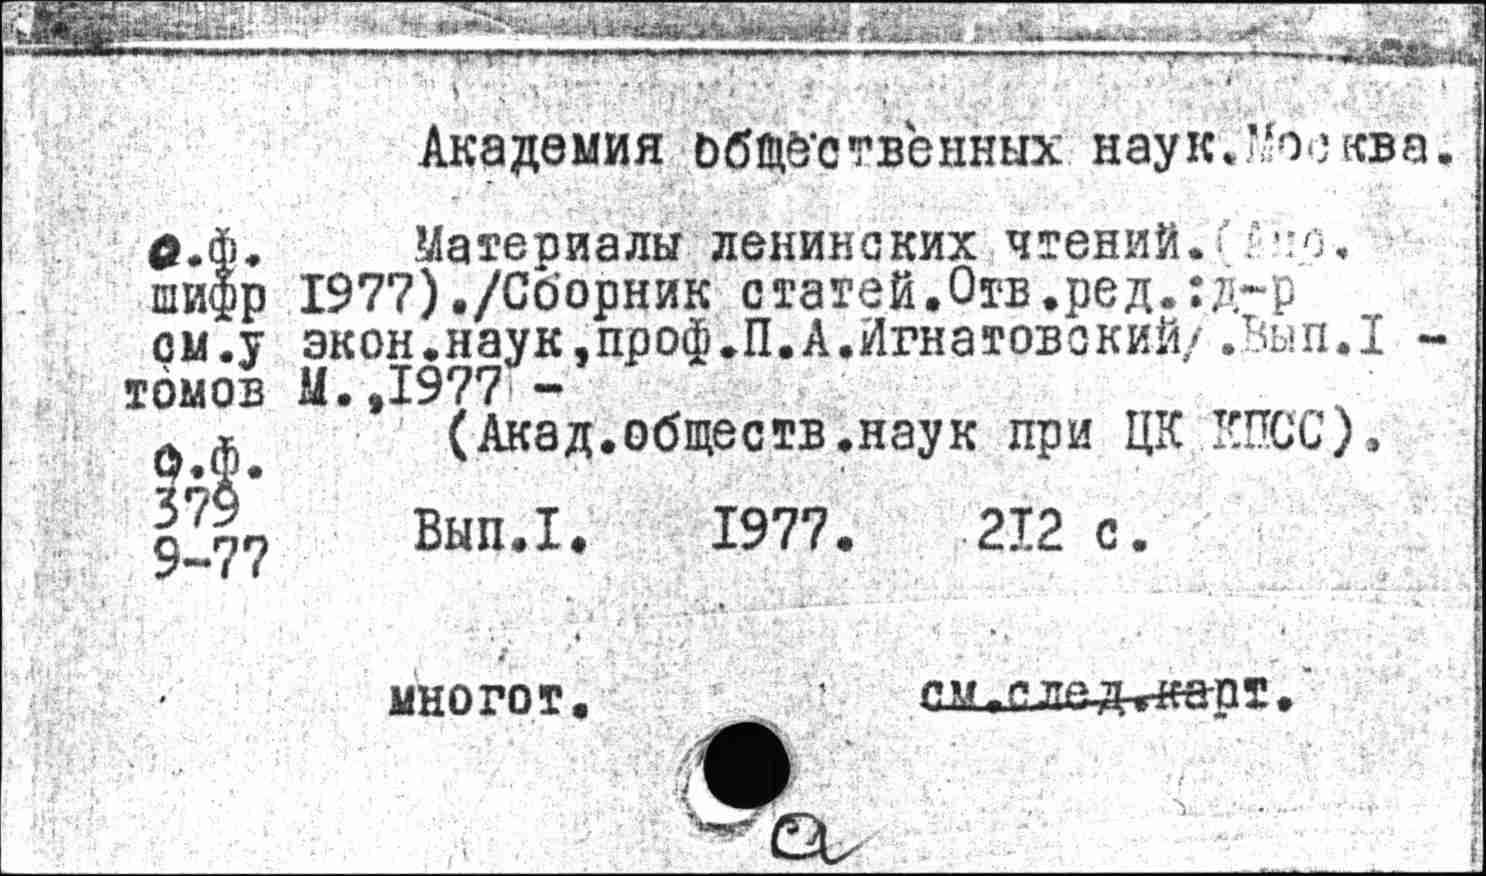 Академия общественных наук.Москва.
о.ф. Материалы ленинских чтений.(Апр.
шифр 1977)./Сборник статей.Отв.ред.:д-р
см.у экон.наук,проф.П.А.Игнатовский/.Вып.I -
томов М.,1977 -
(Акад.обществ.наук при ЦК КПСС).
о.ф.
379
9-77 Вып.I. 1977. 212 с.
многот. см.след.карт.
а